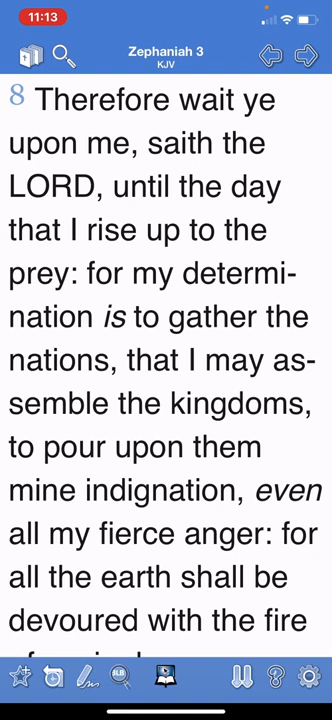 11:13
Zephaniah 3
KJV
8 Therefore wait ye
upon me, saith the
LORD, until the day
that I rise up to the
prey: for my determi-
nation is to gather the
nations, that I may as-
semble the kingdoms,
to pour upon them
mine indignation, even
all my fierce anger: for
all the earth shall be
devoured with the fire
SLB